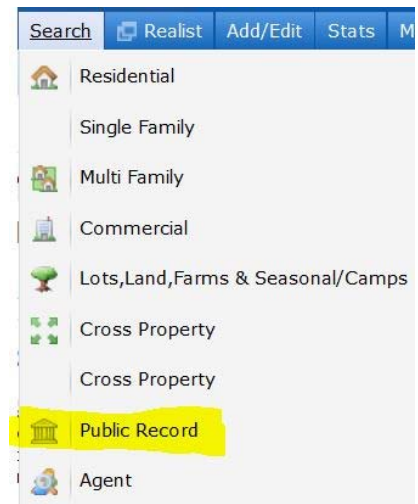 Search Realist Add/Edit Stats M
Residential
Single Family
Multi Family
Commercial
Lots,Land,Farms & Seasonal/Camps
Cross Property
Cross Property
Public Record
Agent